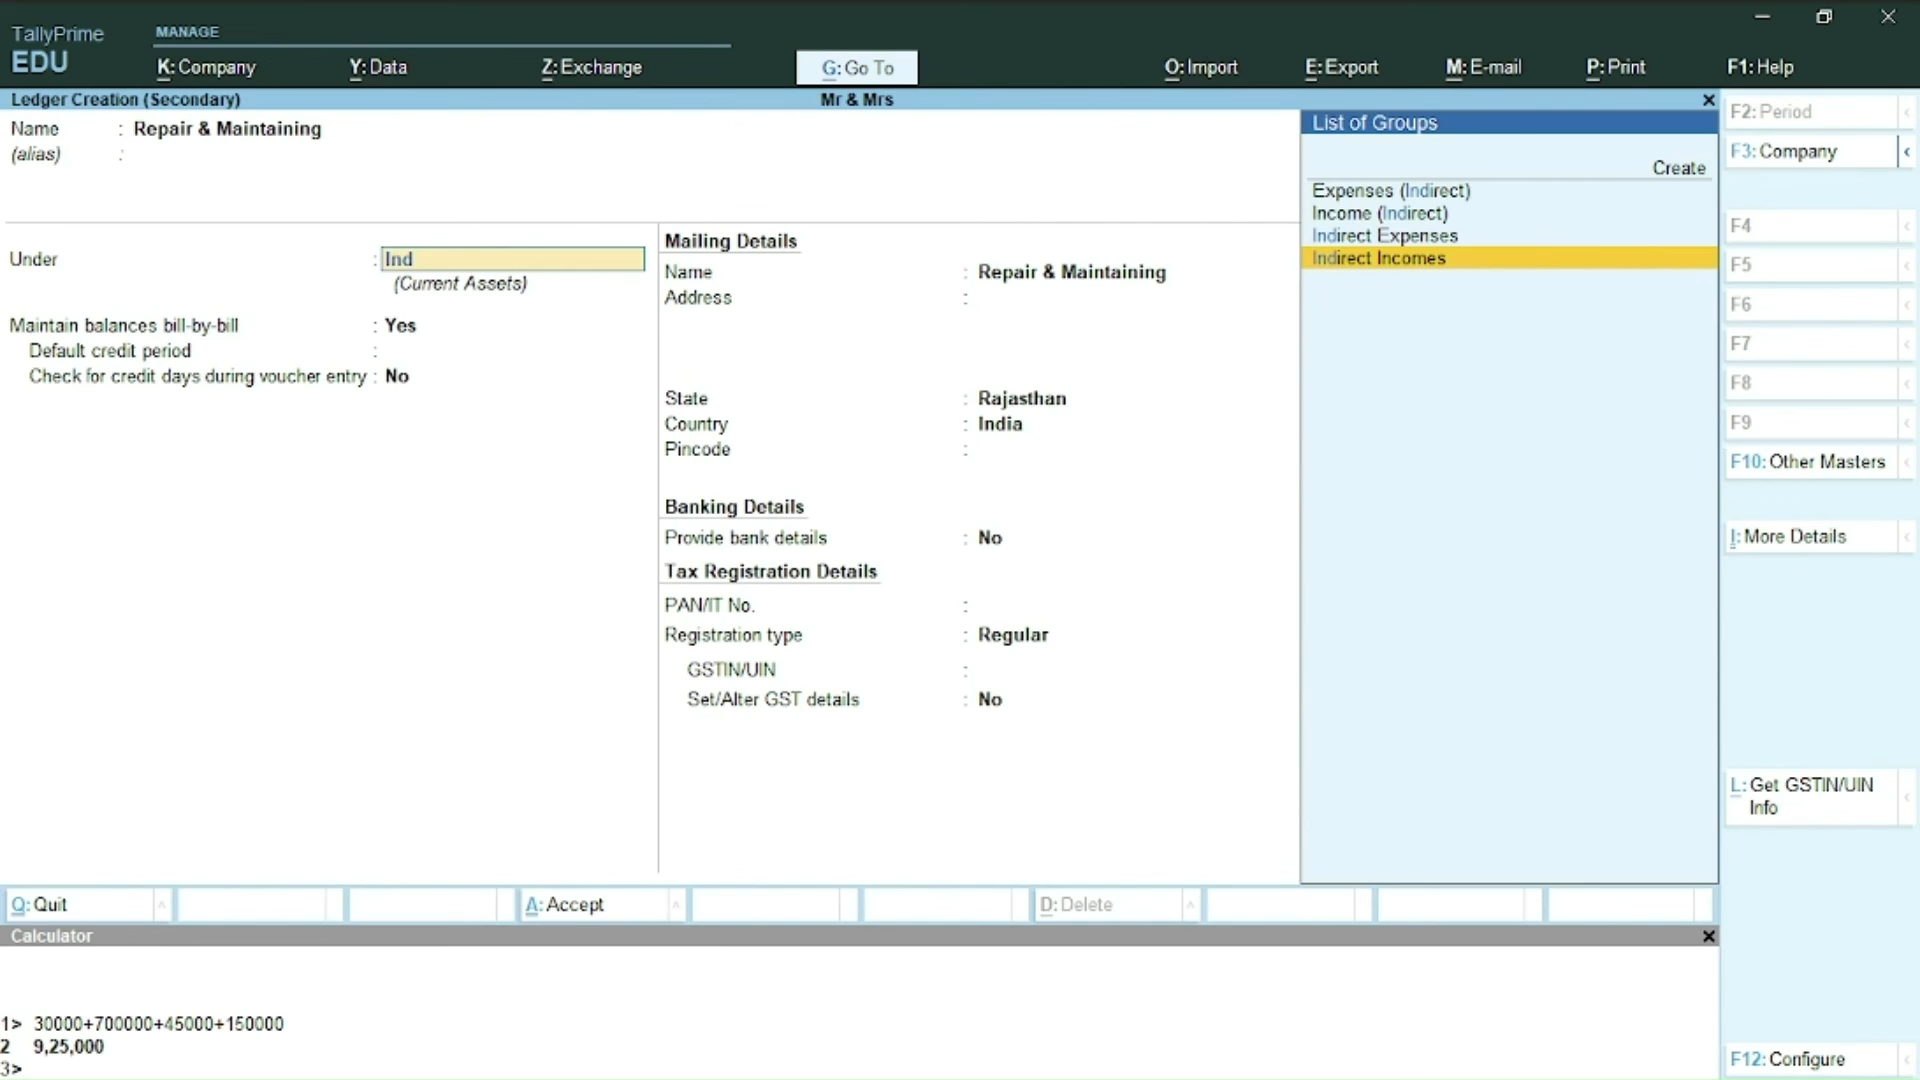 TallyPrime
EDU
MANAGE
K: Company
Y: Data
Z: Exchange
G: Go To
O: Import
E: Export
M: E-mail
P: Print
F1: Help
Ledger Creation (Secondary)
Mr & Mrs
Name : Repair & Maintaining
(alias) :
Under : Ind
(Current Assets)
Maintain balances bill-by-bill : Yes
Default credit period :
Check for credit days during voucher entry : No
Mailing Details
Name : Repair & Maintaining
Address :
State : Rajasthan
Country : India
Pincode :
Banking Details
Provide bank details : No
Tax Registration Details
PAN/IT No. :
Registration type : Regular
GSTIN/UIN :
Set/Alter GST details : No
List of Groups
Create
Expenses (Indirect)
Income (Indirect)
Indirect Expenses
Indirect Incomes
F2: Period
F3: Company
F4
F5
F6
F7
F8
F9
F10: Other Masters
I: More Details
L: Get GSTIN/UIN
Info
F12: Configure
Q: Quit
A: Accept
D: Delete
Calculator
1> 30000+700000+45000+150000
2 9,25,000
3>